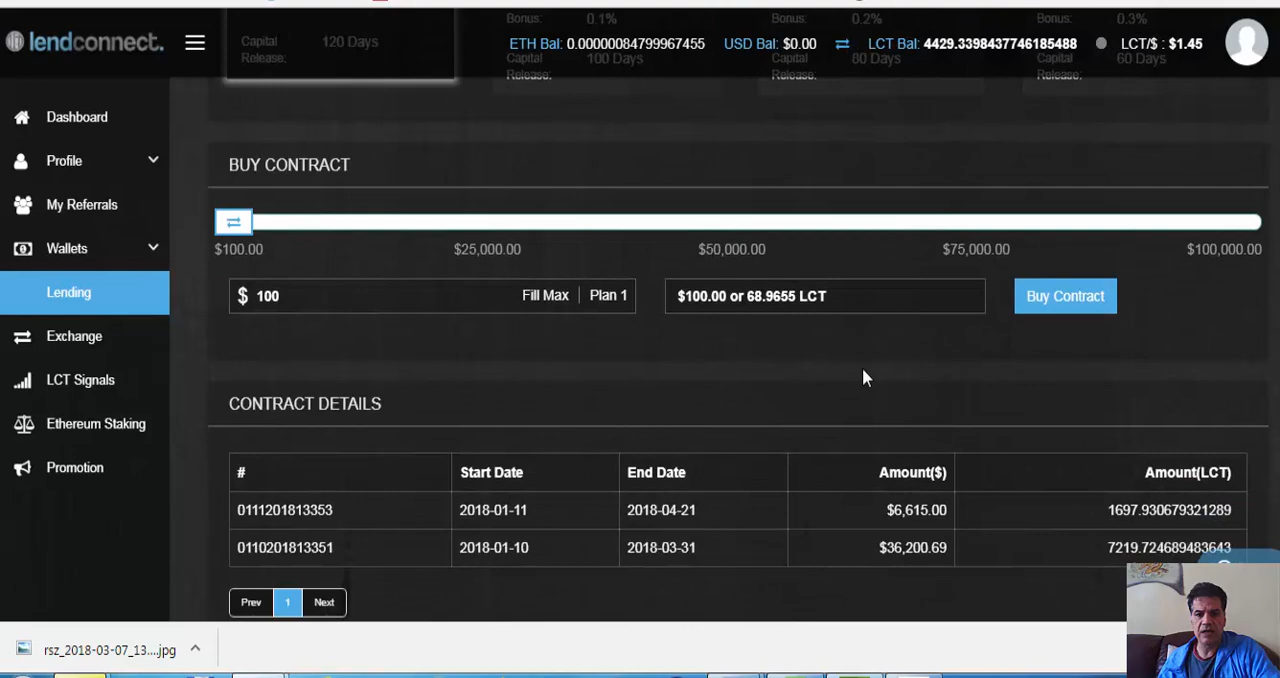 Bonus: 0.1% Bonus: 0.2% Bonus: 0.3%
lendconnect.
Capital Release: 120 Days
ETH Bal: 0.00000084799967455 USD Bal: $0.00 LCT Bal: 4429.3398437746185488 LCT/$ : $1.45
Capital Release: 100 Days Capital Release: 80 Days Capital Release: 60 Days
Dashboard
Profile
My Referrals
Wallets
Lending
Exchange
LCT Signals
Ethereum Staking
Promotion
BUY CONTRACT
$100.00 $25,000.00 $50,000.00 $75,000.00 $100,000.00
$ 100 Fill Max Plan 1 $100.00 or 68.9655 LCT Buy Contract
CONTRACT DETAILS
# Start Date End Date Amount($) Amount(LCT)
0111201813353 2018-01-11 2018-04-21 $6,615.00 1697.930679321289
0110201813351 2018-01-10 2018-03-31 $36,200.69 7219.724689483643
Prev 1 Next
rsz_2018-03-07_13....jpg